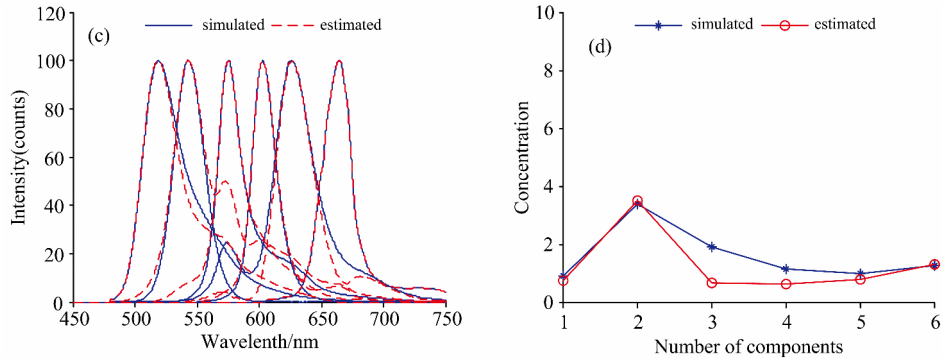 (c)
simulated
estimated
Intensity(counts)
120
100
80
60
40
20
0
450 500 550 600 650 700 750
Wavelenth/nm
(d)
simulated
estimated
Concentration
10
8
6
4
2
0
1 2 3 4 5 6
Number of components